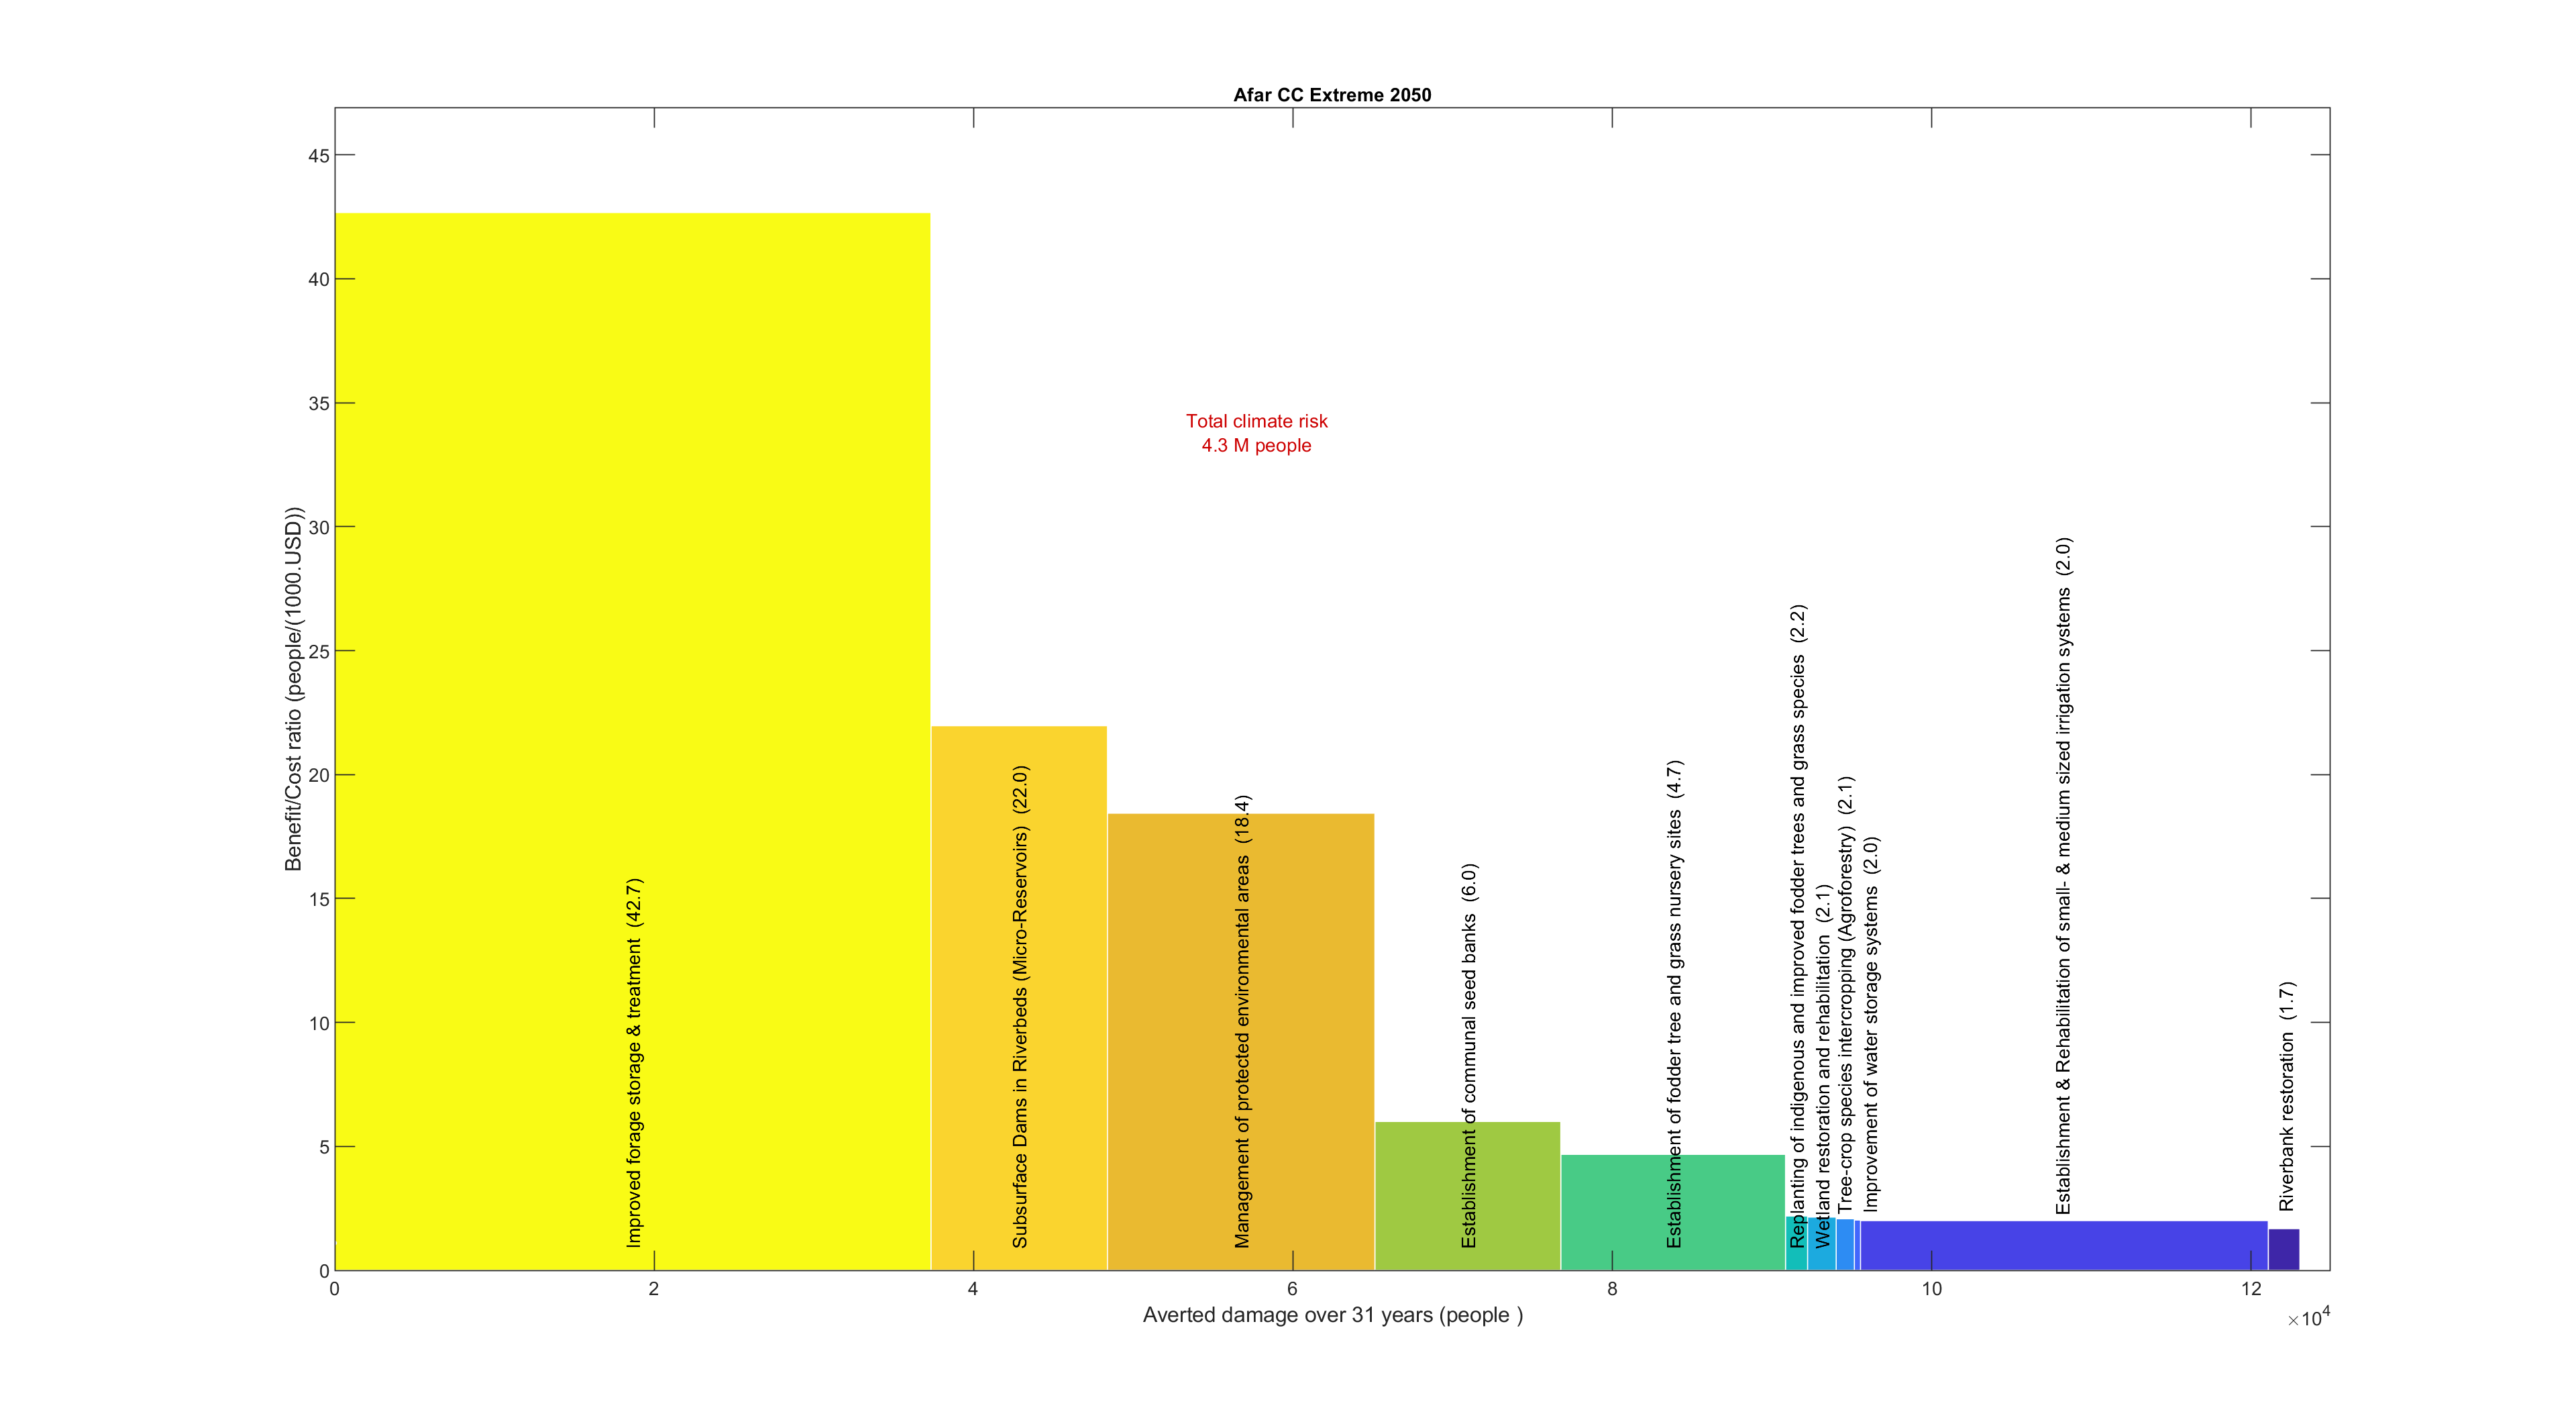 Afar CC Extreme 2050
Benefit/Cost ratio (people/(1000.USD))
45
40
35
30
25
20
15
10
5
0
Total climate risk
4.3 M people
Improved forage storage & treatment (42.7)
Subsurface Dams in Riverbeds (Micro-Reservoirs) (22.0)
Management of protected environmental areas (18.4)
Establishment of communal seed banks (6.0)
Establishment of fodder tree and grass nursery sites (4.7)
Replanting of indigenous and improved fodder trees and grass species (2.2)
Wetland restoration and rehabilitation (2.1)
Tree-crop species intercropping (Agroforestry) (2.1)
Improvement of water storage systems (2.0)
Establishment & Rehabilitation of small- & medium sized irrigation systems (2.0)
Riverbank restoration (1.7)
0 2 4 6 8 10 12
×10⁴
Averted damage over 31 years (people )